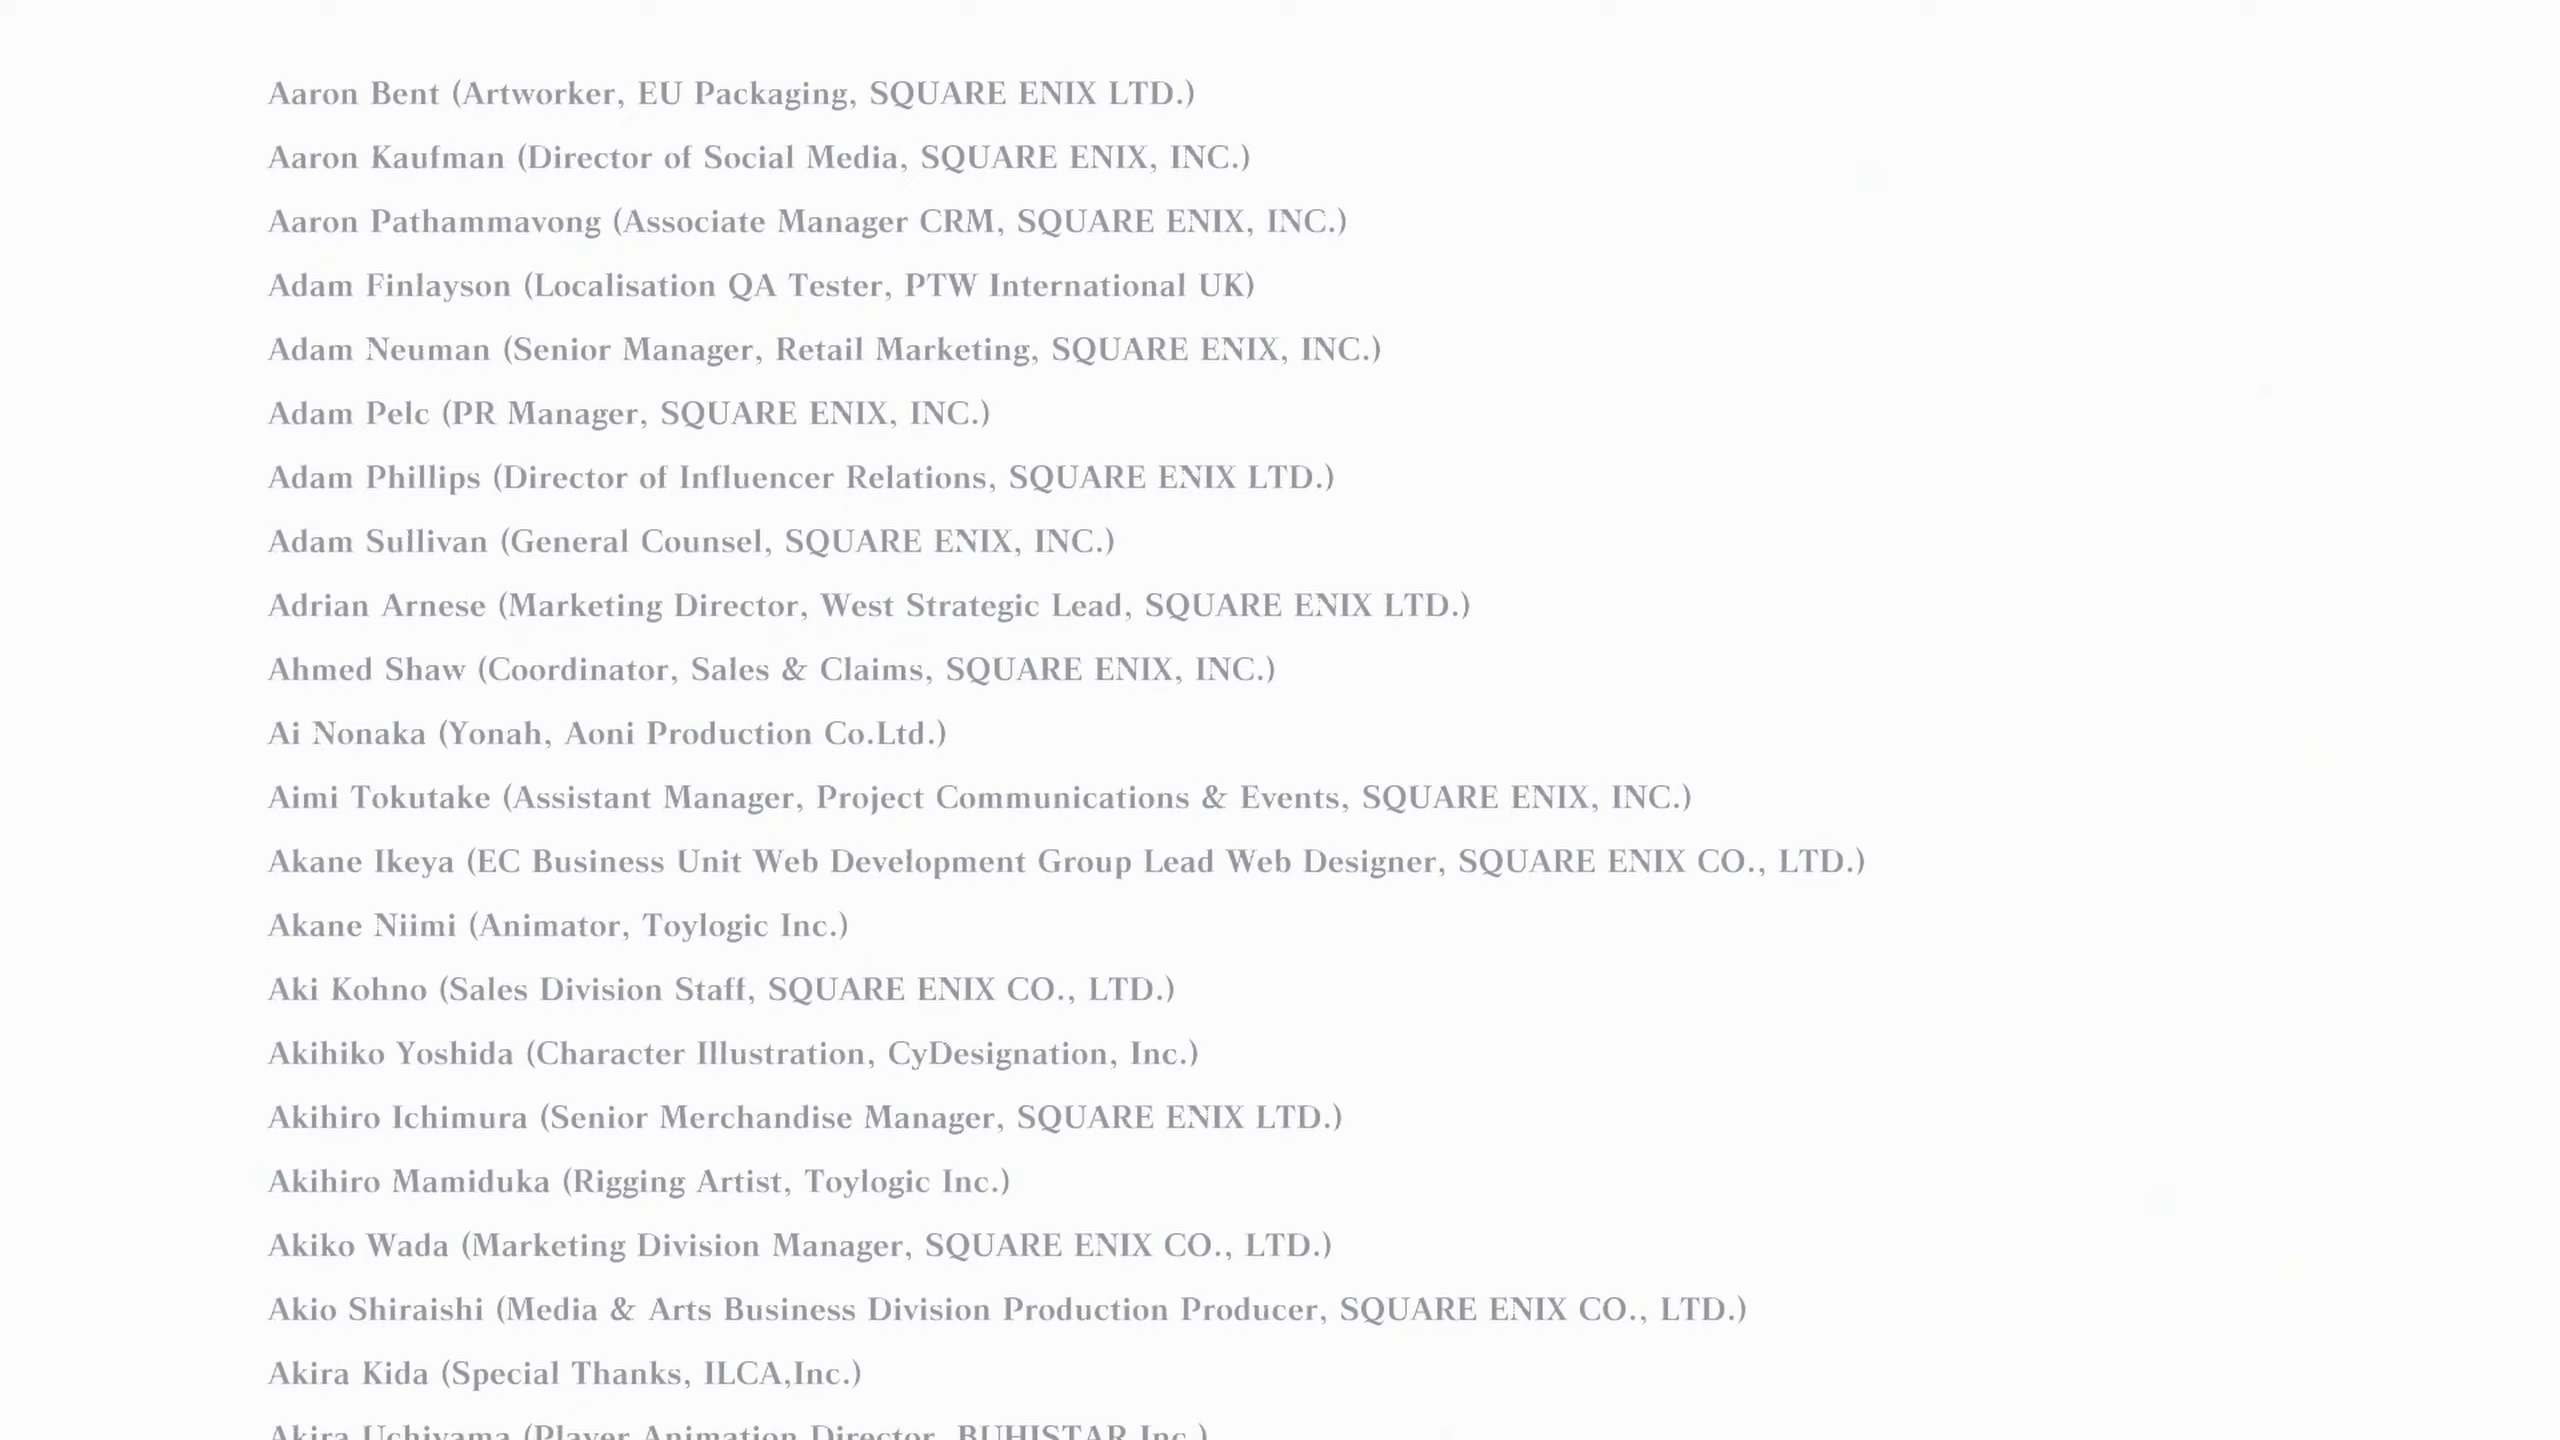 Aaron Bent (Artworker, EU Packaging, SQUARE ENIX LTD.)
Aaron Kaufman (Director of Social Media, SQUARE ENIX, INC.)
Aaron Pathammavong (Associate Manager CRM, SQUARE ENIX, INC.)
Adam Finlayson (Localisation QA Tester, PTW International UK)
Adam Neuman (Senior Manager, Retail Marketing, SQUARE ENIX, INC.)
Adam Pelc (PR Manager, SQUARE ENIX, INC.)
Adam Phillips (Director of Influencer Relations, SQUARE ENIX LTD.)
Adam Sullivan (General Counsel, SQUARE ENIX, INC.)
Adrian Arnese (Marketing Director, West Strategic Lead, SQUARE ENIX LTD.)
Ahmed Shaw (Coordinator, Sales & Claims, SQUARE ENIX, INC.)
Ai Nonaka (Yonah, Aoni Production Co.Ltd.)
Aimi Tokutake (Assistant Manager, Project Communications & Events, SQUARE ENIX, INC.)
Akane Ikeya (EC Business Unit Web Development Group Lead Web Designer, SQUARE ENIX CO., LTD.)
Akane Niimi (Animator, Toylogic Inc.)
Aki Kohno (Sales Division Staff, SQUARE ENIX CO., LTD.)
Akihiko Yoshida (Character Illustration, CyDesignation, Inc.)
Akihiro Ichimura (Senior Merchandise Manager, SQUARE ENIX LTD.)
Akihiro Mamiduka (Rigging Artist, Toylogic Inc.)
Akiko Wada (Marketing Division Manager, SQUARE ENIX CO., LTD.)
Akio Shiraishi (Media & Arts Business Division Production Producer, SQUARE ENIX CO., LTD.)
Akira Kida (Special Thanks, ILCA,Inc.)
Akira Uchiyama (Player Animation Director, BUHISTAR Inc.)